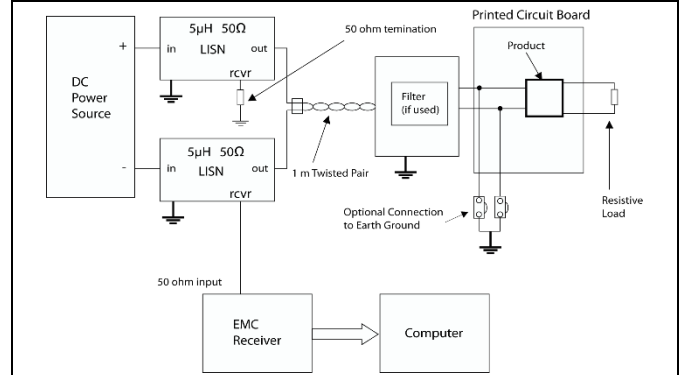 Printed Circuit Board
5µH 50Ω
LISN
in
out
rcvr
50 ohm temination
Product
+
DC
Power
Source
-
Filter
(if used)
5µH 50Ω
LISN
in
out
rcvr
1 m Twisted Pair
Optional Connection
to Earth Ground
Resistive
Load
50 ohm input
EMC
Receiver
Computer